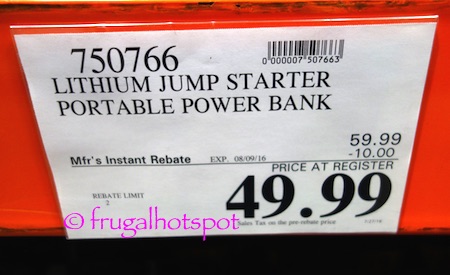 750766
0000007507663
LITHIUM JUMP STARTER
PORTABLE POWER BANK
59.99
Mfr's Instant Rebate EXP. 08/09/16 -10.00
PRICE AT REGISTER
REBATE LIMIT
2
49.99
Sales Tax on the pre-rebate price
© frugalhotspot